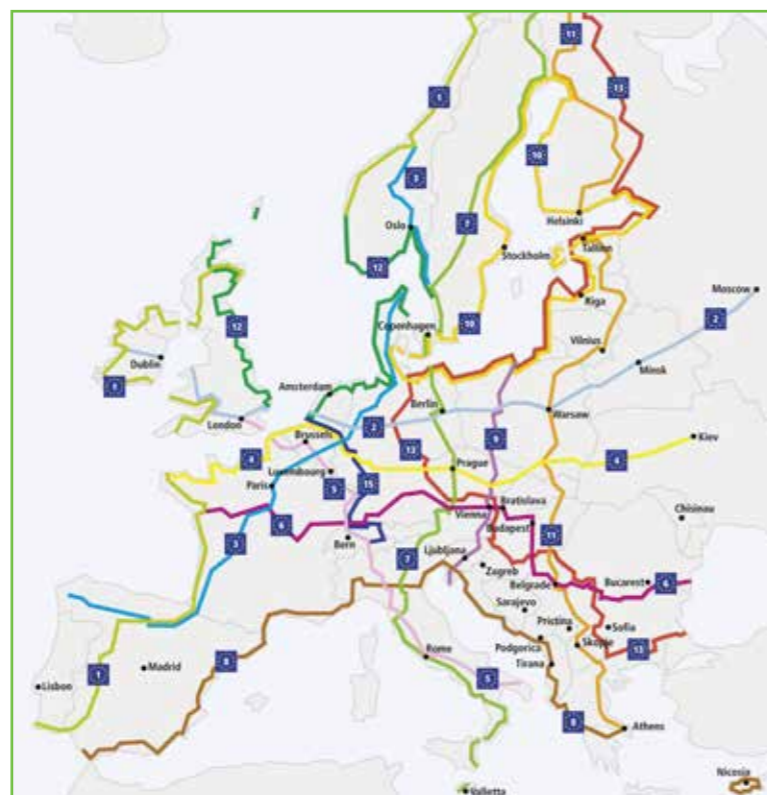 11
1
13
10
3
7
Oslo
Helsinki
Stockholm
Tallinn
12
Moscow
Riga
2
12
10
Copenhagen
Vilnius
Dublin
Minsk
1
Amsterdam
Berlin
Warsaw
London
2
9
Brussels
Kiev
4
12
4
Luxembourg
Prague
Paris
5
15
Bratislava
Chisinau
6
Vienna
Budapest
11
3
Bern
7
Ljubljana
Zugreb
Belgrade
Bucarest
6
Sarajevo
Pristina
Sofia
Podgorica
Skopje
13
Rome
8
Madrid
1
Tirana
5
Lisbon
8
Athens
Nicosia
Valletta